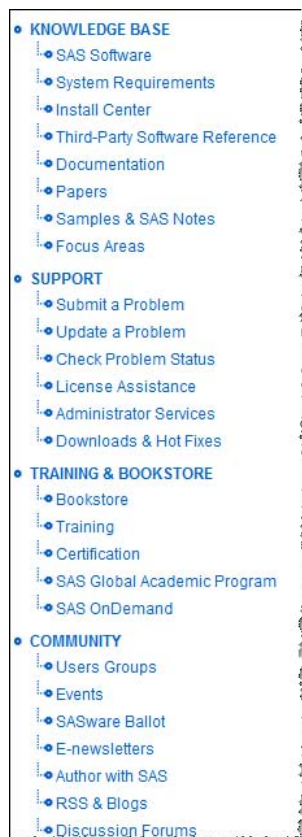 KNOWLEDGE BASE
SAS Software
System Requirements
Install Center
Third-Party Software Reference
Documentation
Papers
Samples & SAS Notes
Focus Areas
SUPPORT
Submit a Problem
Update a Problem
Check Problem Status
License Assistance
Administrator Services
Downloads & Hot Fixes
TRAINING & BOOKSTORE
Bookstore
Training
Certification
SAS Global Academic Program
SAS OnDemand
COMMUNITY
Users Groups
Events
SASware Ballot
E-newsletters
Author with SAS
RSS & Blogs
Discussion Forums